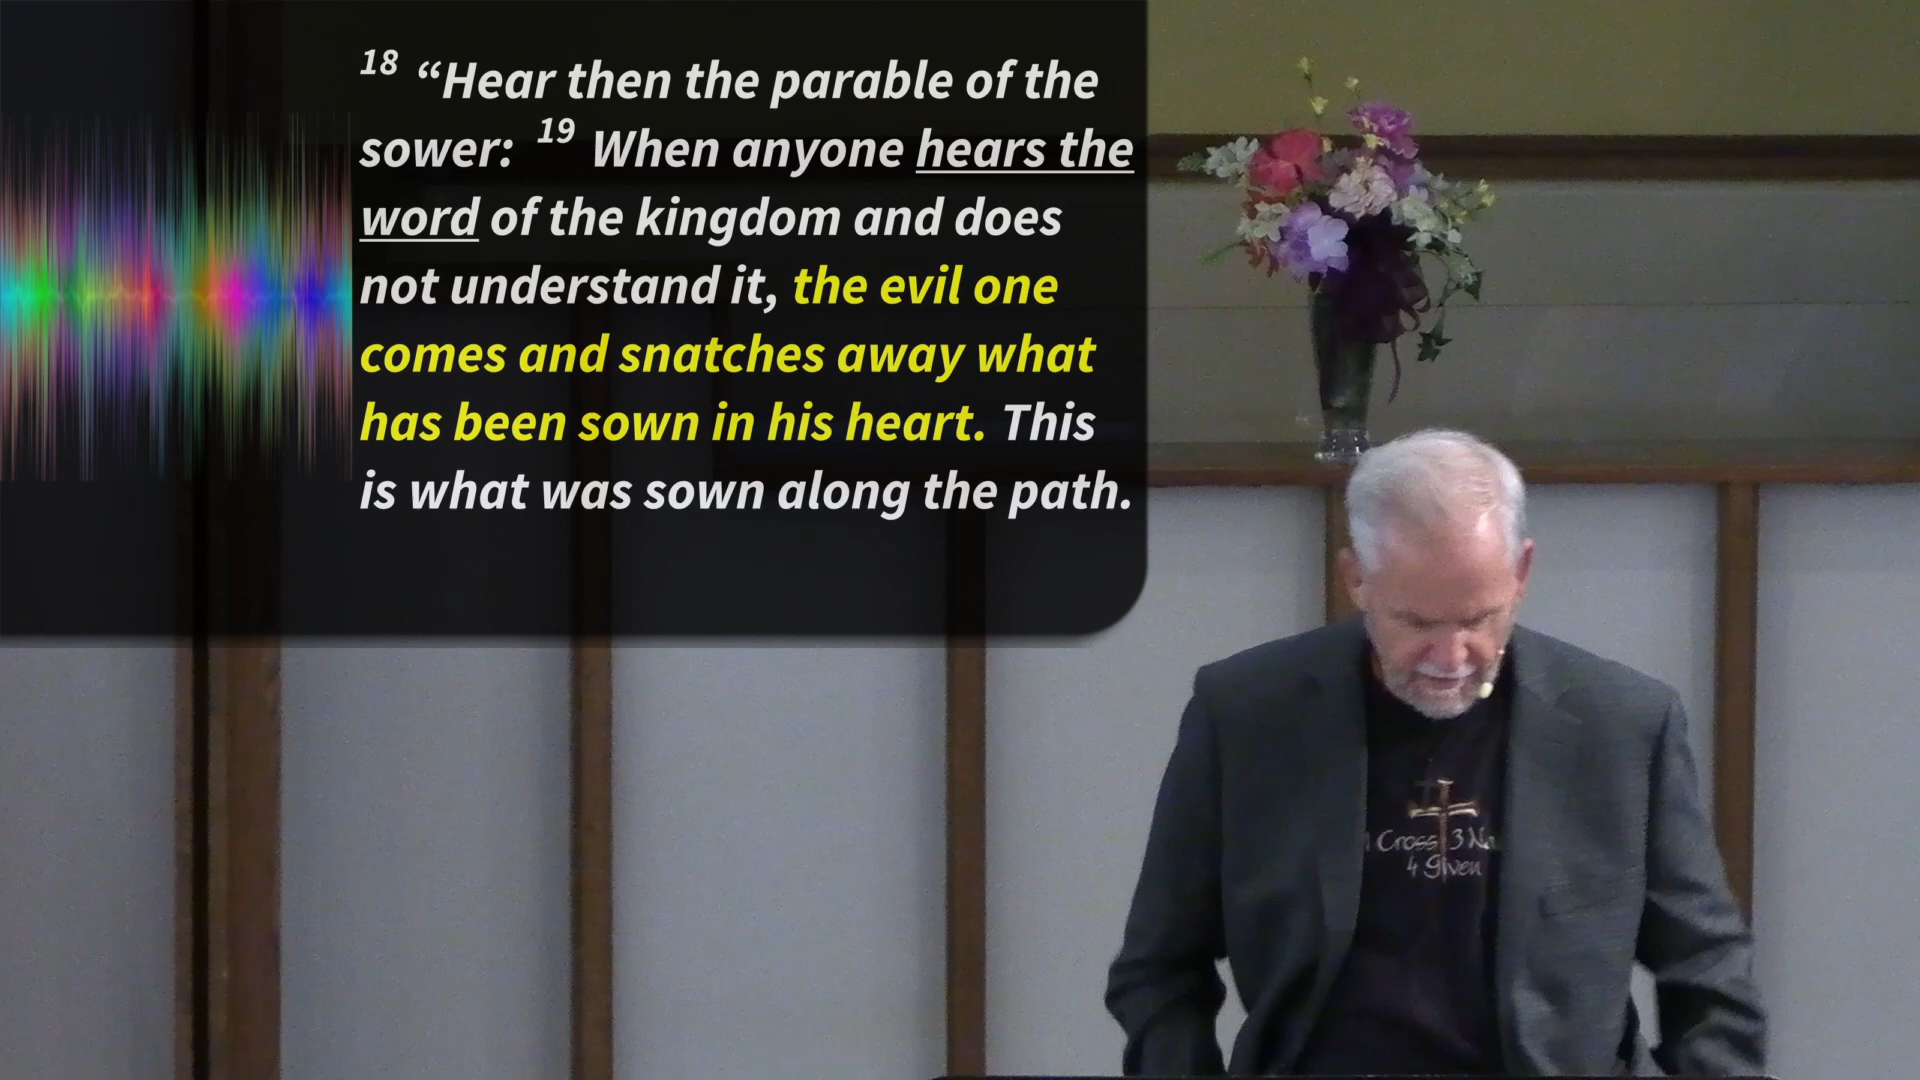 18 “Hear then the parable of the
sower: 19 When anyone hears the
word of the kingdom and does
not understand it, the evil one
comes and snatches away what
has been sown in his heart. This
is what was sown along the path.
Cross 3
4 Given